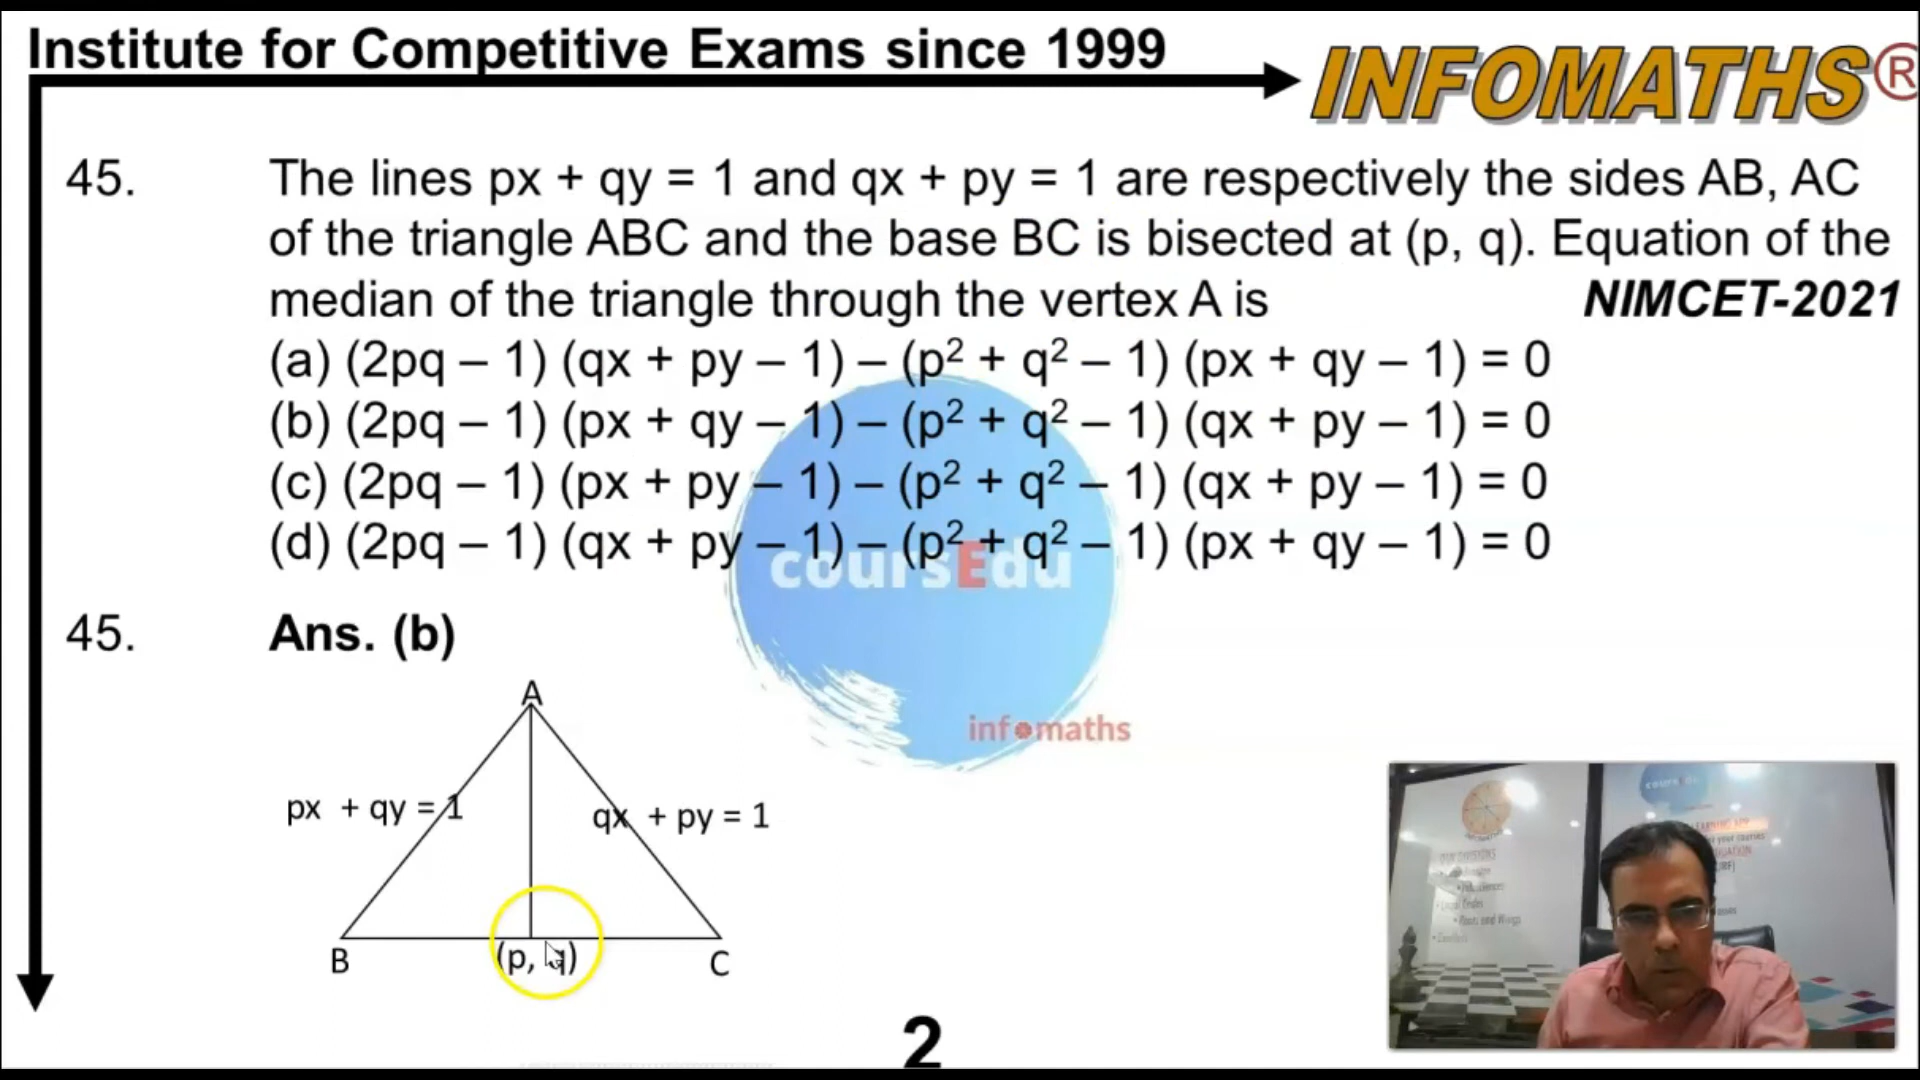 Institute for Competitive Exams since 1999
INFOMATHS®
45. The lines px + qy = 1 and qx + py = 1 are respectively the sides AB, AC
of the triangle ABC and the base BC is bisected at (p, q). Equation of the
median of the triangle through the vertex A is NIMCET-2021
(a) (2pq – 1) (qx + py – 1) – (p² + q² – 1) (px + qy – 1) = 0
(b) (2pq – 1) (px + qy – 1) – (p² + q² – 1) (qx + py – 1) = 0
(c) (2pq – 1) (px + py – 1) – (p² + q² – 1) (qx + py – 1) = 0
(d) (2pq – 1) (qx + py – 1) – (p² + q² – 1) (px + qy – 1) = 0
coursEdu
45. Ans. (b)
A
infomaths
px + qy = 1
qx + py = 1
B
(p, q)
C
2